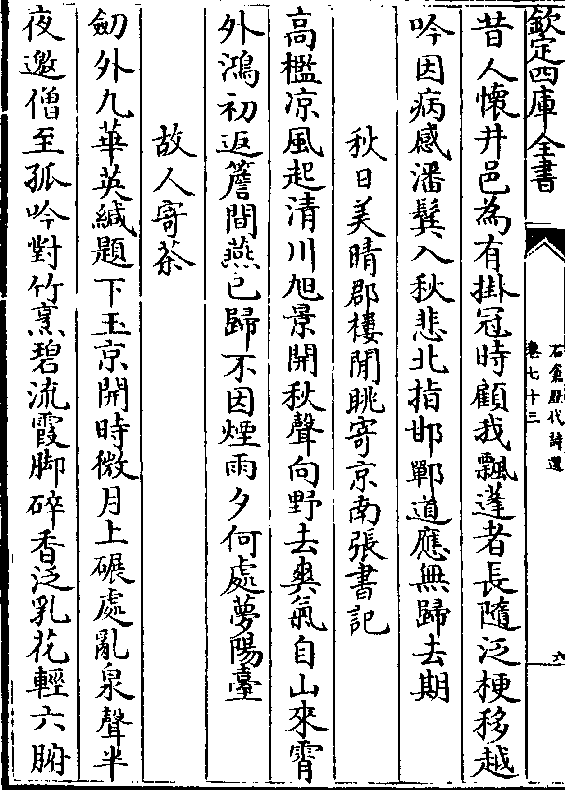 欽定四庫全書
石倉歷代詩選
卷七十三
六
昔人懷井邑為有掛冠時顧我飄蓬者長隨泛梗移越
吟因病感潘鬢入秋悲北指邯鄲道應無歸去期
秋日美晴郡樓閒眺寄京南張書記
高檻凉風起清川旭景開秋聲向野去爽氣自山來霄
外鴻初返簷間燕已歸不因煙雨夕何處夢陽臺
故人寄茶
劒外九華英緘題下玉京開時微月上碾處亂泉聲半
夜邀僧至孤吟對竹烹碧流霞脚碎香泛乳花輕六腑